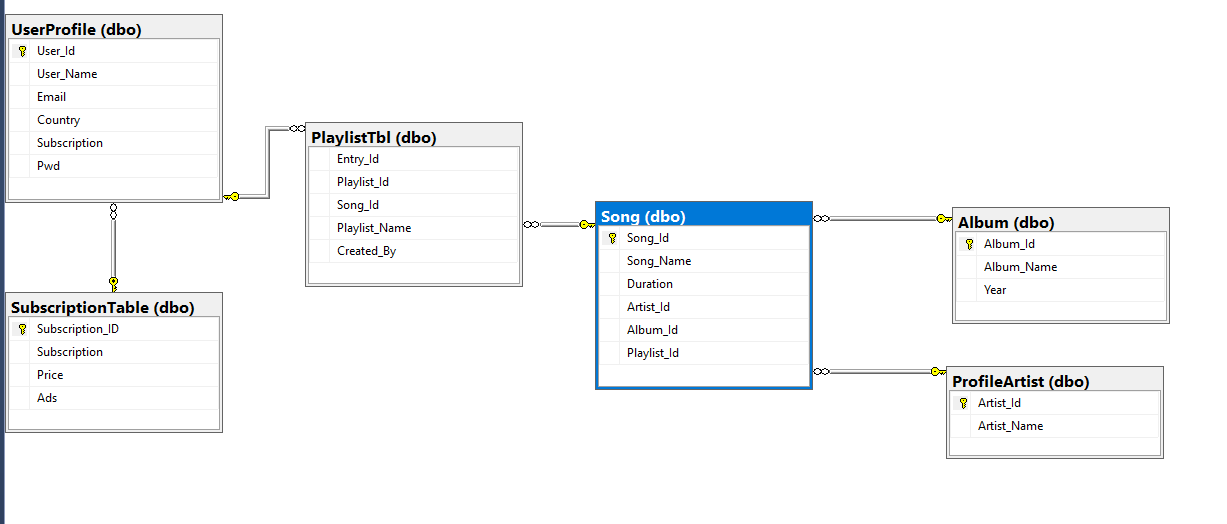 UserProfile (dbo)
User_Id
User_Name
Email
Country
Subscription
Pwd
SubscriptionTable (dbo)
Subscription_ID
Subscription
Price
Ads
PlaylistTbl (dbo)
Entry_Id
Playlist_Id
Song_Id
Playlist_Name
Created_By
Song (dbo)
Song_Id
Song_Name
Duration
Artist_Id
Album_Id
Playlist_Id
Album (dbo)
Album_Id
Album_Name
Year
ProfileArtist (dbo)
Artist_Id
Artist_Name